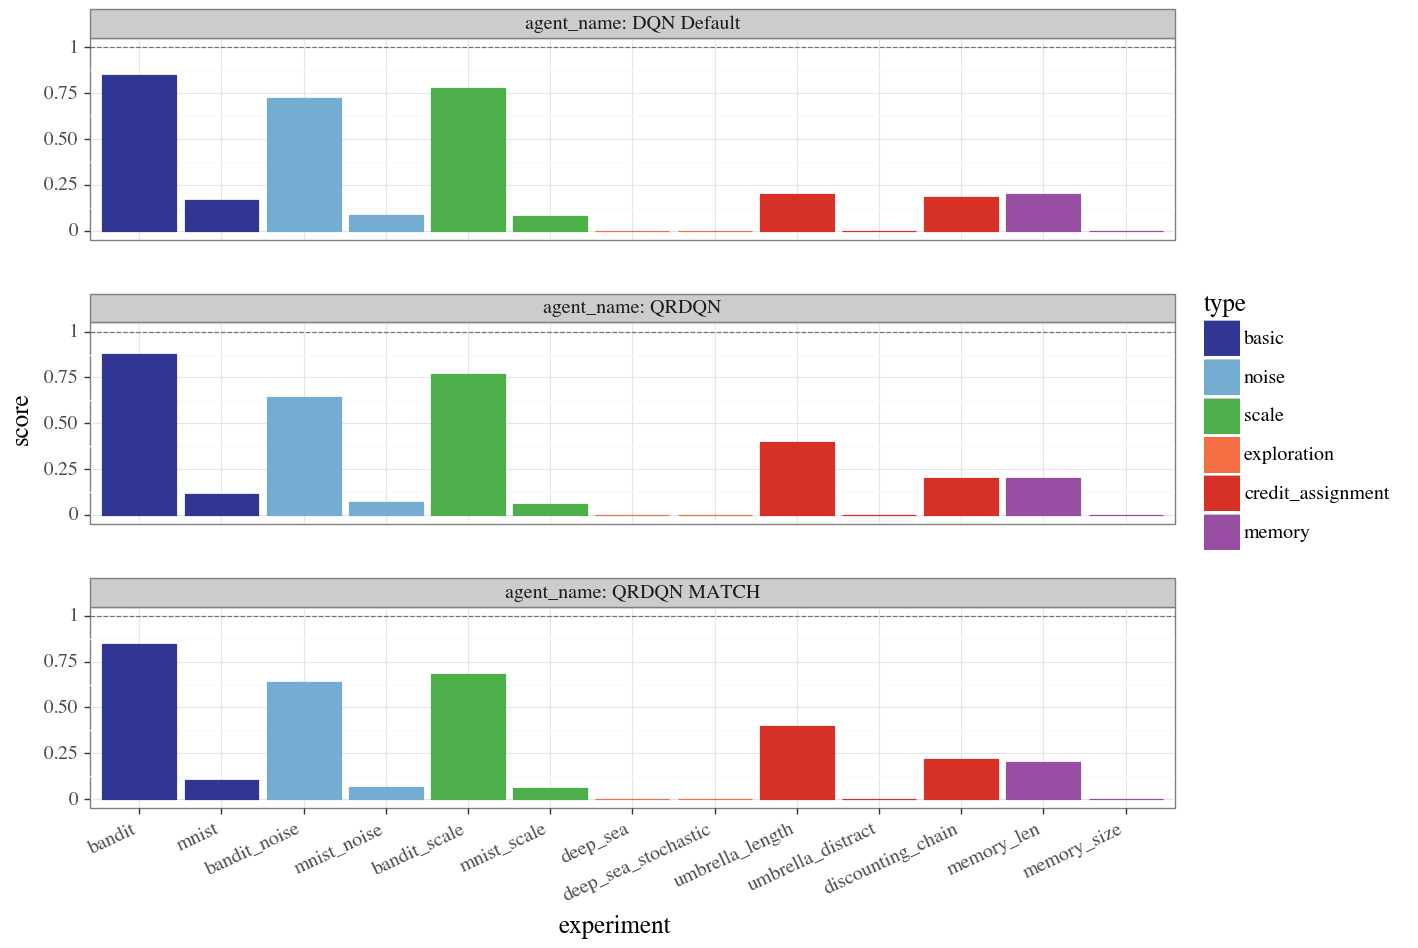 agent_name: DQN Default
1
0.75
0.50
0.25
0
agent_name: QRDQN
1
0.75
0.50
0.25
0
agent_name: QRDQN MATCH
1
0.75
0.50
0.25
0
score
bandit
mnist
bandit_noise
mnist_noise
bandit_scale
mnist_scale
deep_sea
deep_sea_stochastic
umbrella_length
umbrella_distract
discounting_chain
memory_len
memory_size
experiment
type
basic
noise
scale
exploration
credit_assignment
memory